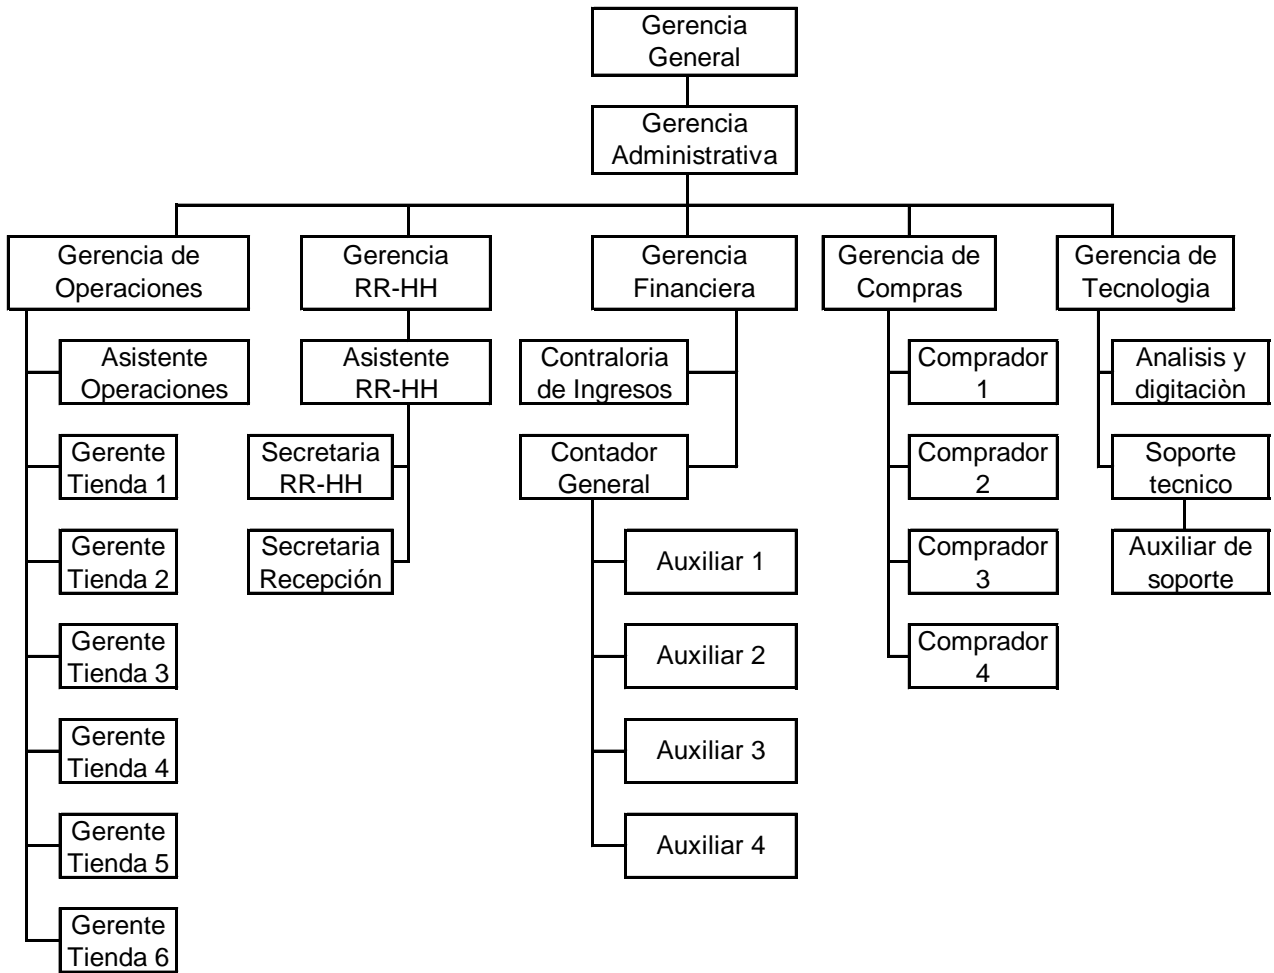 Gerencia
General
Gerencia
Administrativa
Gerencia de
Operaciones
Gerencia
RR-HH
Gerencia
Financiera
Gerencia de
Compras
Gerencia de
Tecnologia
Asistente
Operaciones
Asistente
RR-HH
Contraloria
de Ingresos
Comprador
1
Analisis y
digitaciòn
Gerente
Tienda 1
Secretaria
RR-HH
Contador
General
Comprador
2
Soporte
tecnico
Gerente
Tienda 2
Secretaria
Recepción
Auxiliar 1
Comprador
3
Auxiliar de
soporte
Gerente
Tienda 3
Auxiliar 2
Comprador
4
Gerente
Tienda 4
Auxiliar 3
Gerente
Tienda 5
Auxiliar 4
Gerente
Tienda 6